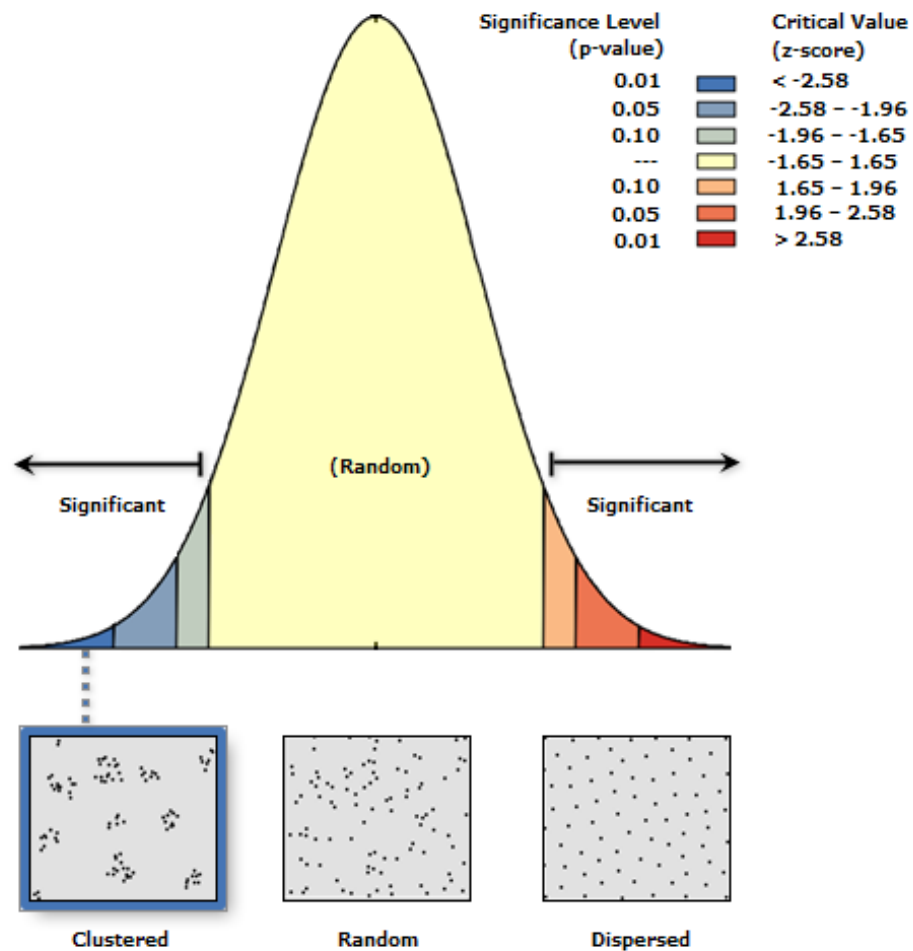 Significance Level Critical Value
(p-value) (z-score)
0.01 < -2.58
0.05 -2.58 – -1.96
0.10 -1.96 – -1.65
--- -1.65 – 1.65
0.10 1.65 – 1.96
0.05 1.96 – 2.58
0.01 > 2.58
(Random)
Significant Significant
Clustered Random Dispersed